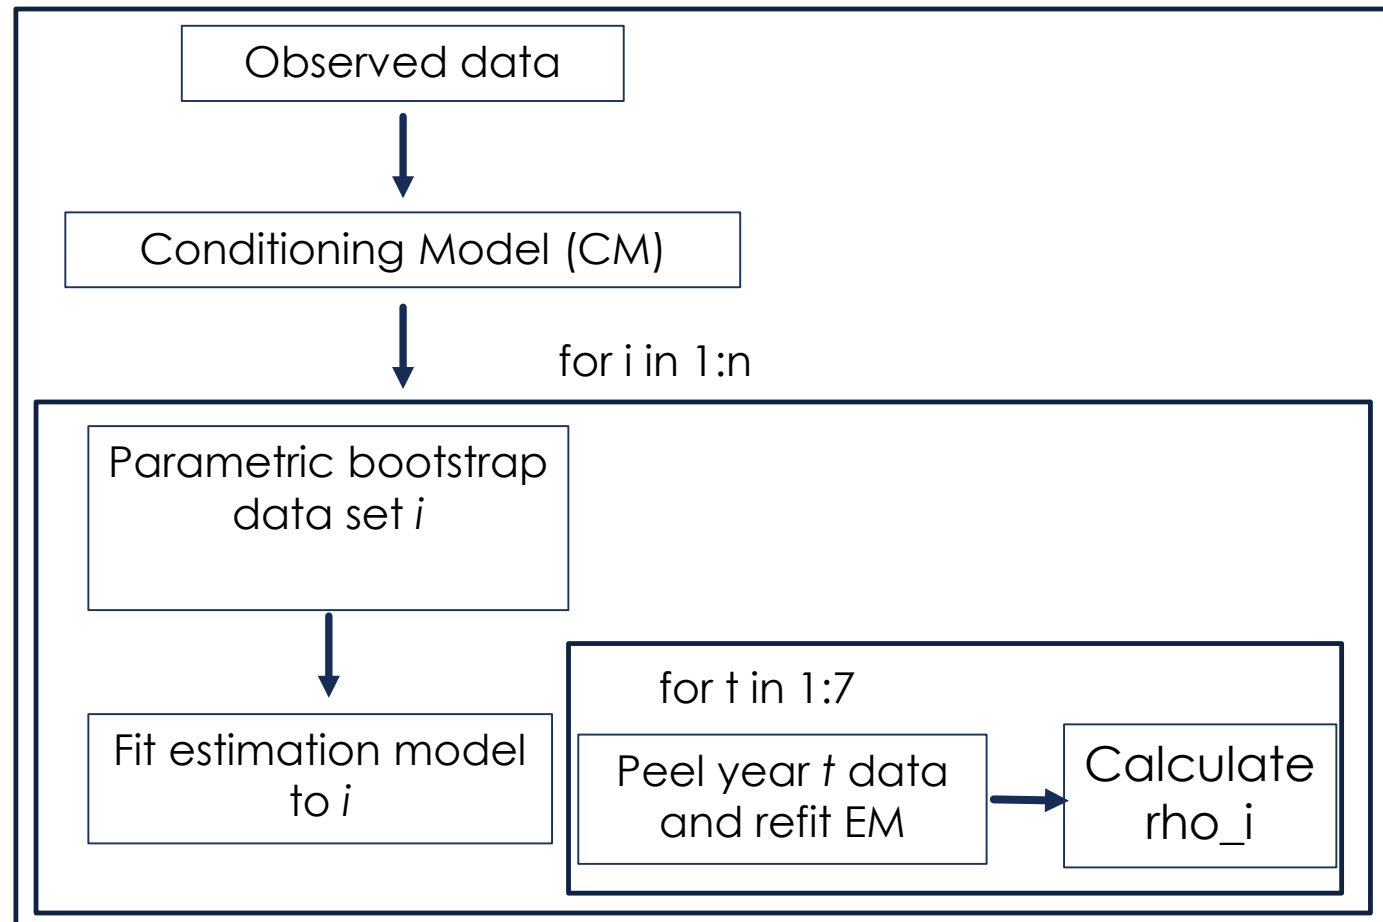 Observed data
Conditioning Model (CM)
for i in 1:n
Parametric bootstrap
data set i
Fit estimation model
to i
for t in 1:7
Peel year t data
and refit EM
Calculate
rho_i